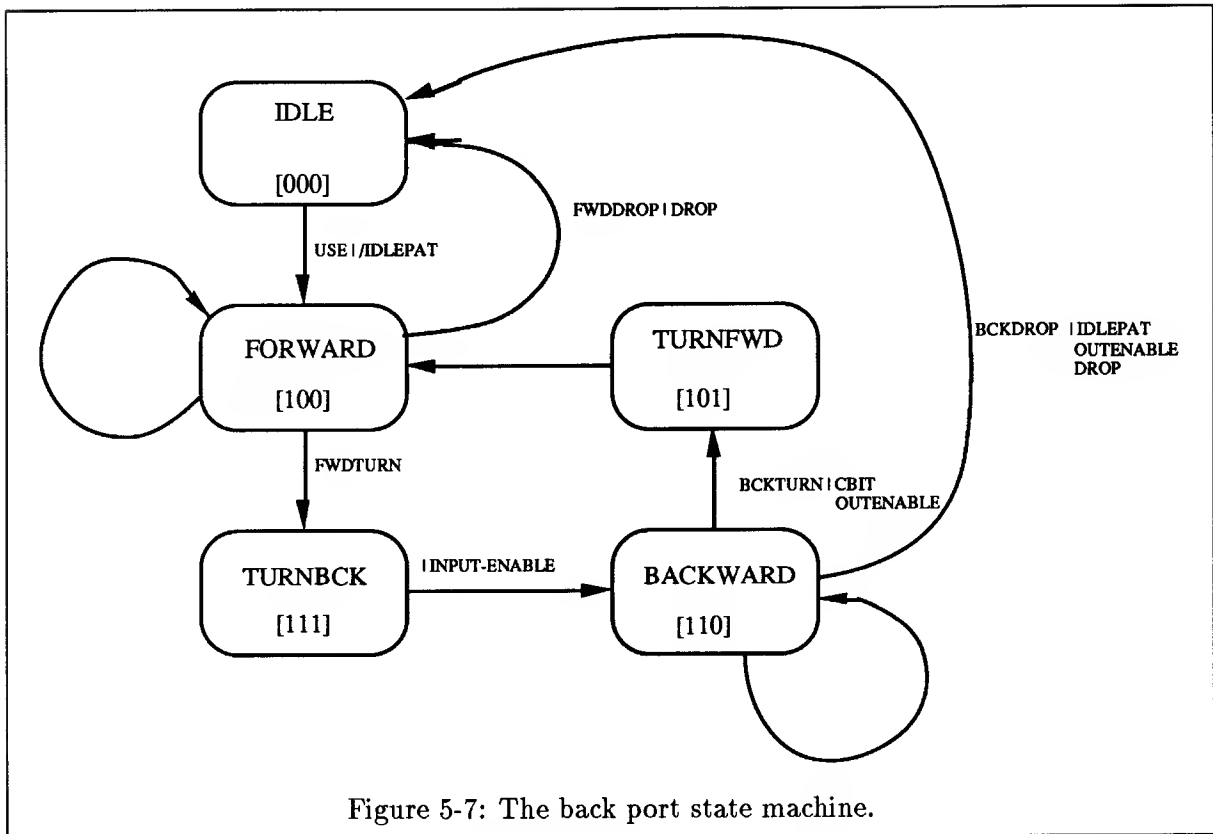 IDLE
[000]
FWDDROP | DROP
USE | /IDLEPAT
FORWARD
[100]
TURNFWD
[101]
BCKDROP | IDLEPAT
OUTENABLE
DROP
FWDTURN
BCKTURN | CBIT
OUTENABLE
TURNBCK
[111]
| INPUT-ENABLE
BACKWARD
[110]
Figure 5-7: The back port state machine.